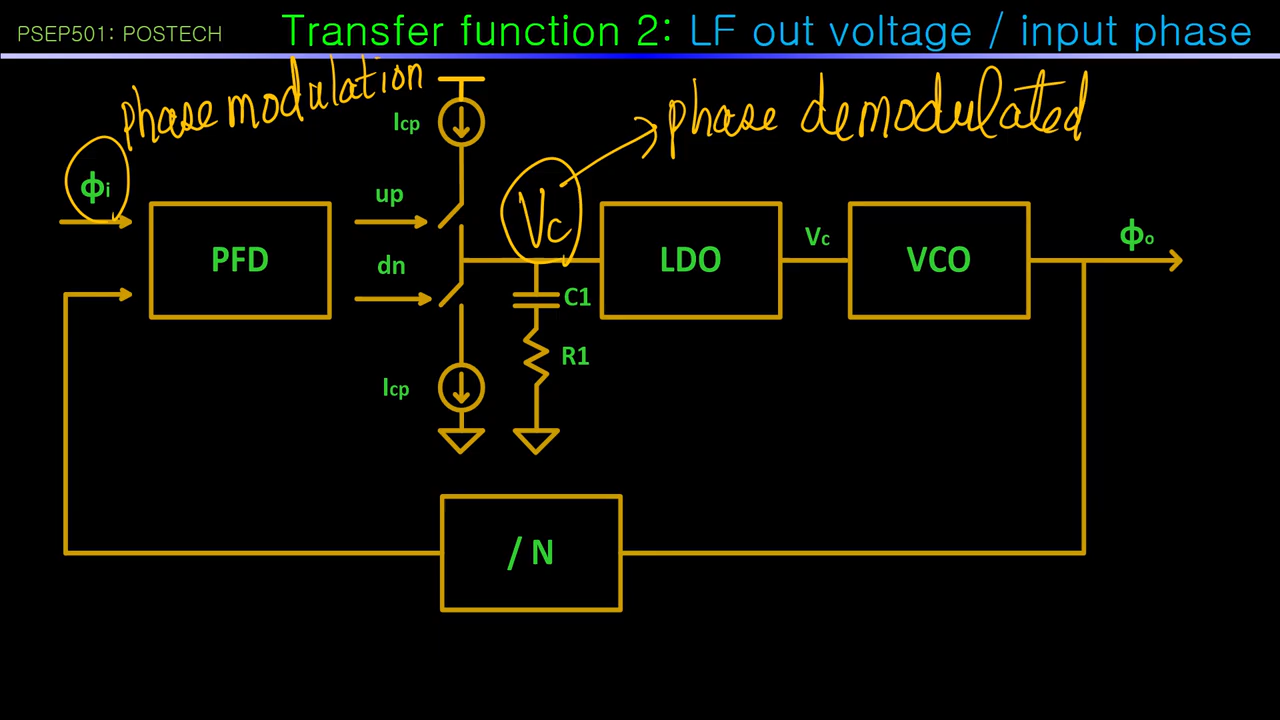 PSEP501: POSTECH
Transfer function 2: LF out voltage / input phase
phase modulation
phase demodulated
Icp
ϕi
up
Vc
PFD
dn
LDO
Vc
VCO
ϕo
C1
R1
Icp
/ N